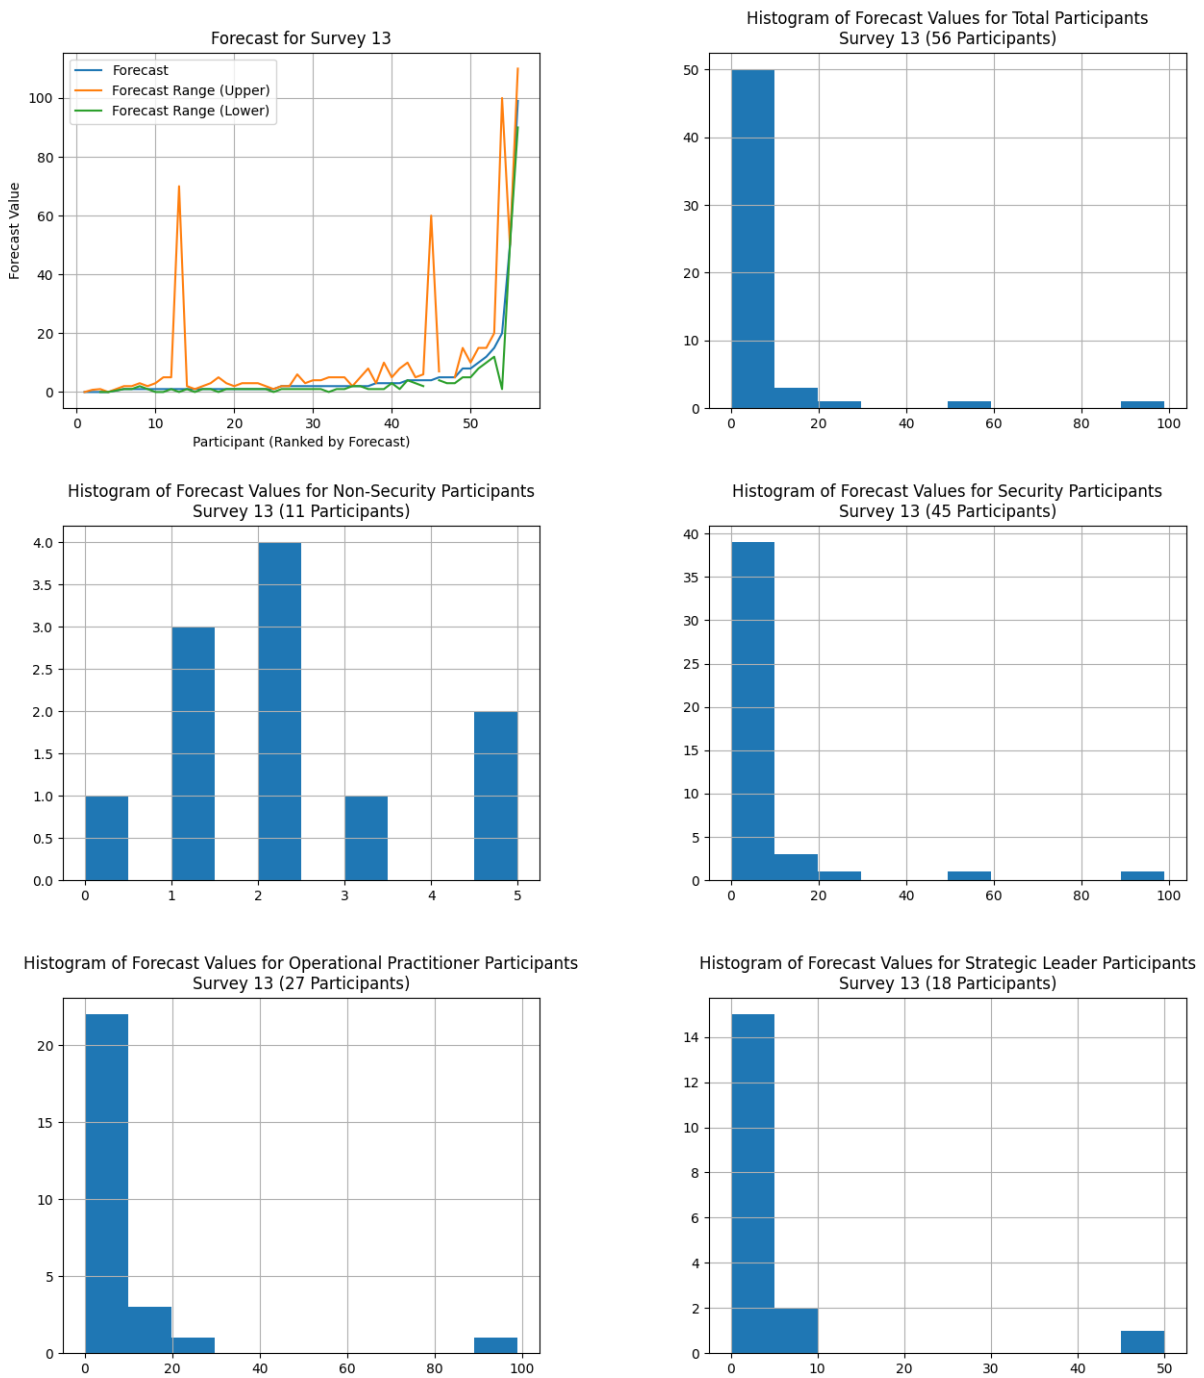 Forecast for Survey 13
Forecast
Forecast Range (Upper)
Forecast Range (Lower)
Forecast Value
100
80
60
40
20
0
0 10 20 30 40 50
Participant (Ranked by Forecast)
Histogram of Forecast Values for Total Participants
Survey 13 (56 Participants)
50
40
30
20
10
0
0 20 40 60 80 100
Histogram of Forecast Values for Non-Security Participants
Survey 13 (11 Participants)
4.0
3.5
3.0
2.5
2.0
1.5
1.0
0.5
0.0
0 1 2 3 4 5
Histogram of Forecast Values for Security Participants
Survey 13 (45 Participants)
40
35
30
25
20
15
10
5
0
0 20 40 60 80 100
Histogram of Forecast Values for Operational Practitioner Participants
Survey 13 (27 Participants)
20
15
10
5
0
0 20 40 60 80 100
Histogram of Forecast Values for Strategic Leader Participants
Survey 13 (18 Participants)
14
12
10
8
6
4
2
0
0 10 20 30 40 50